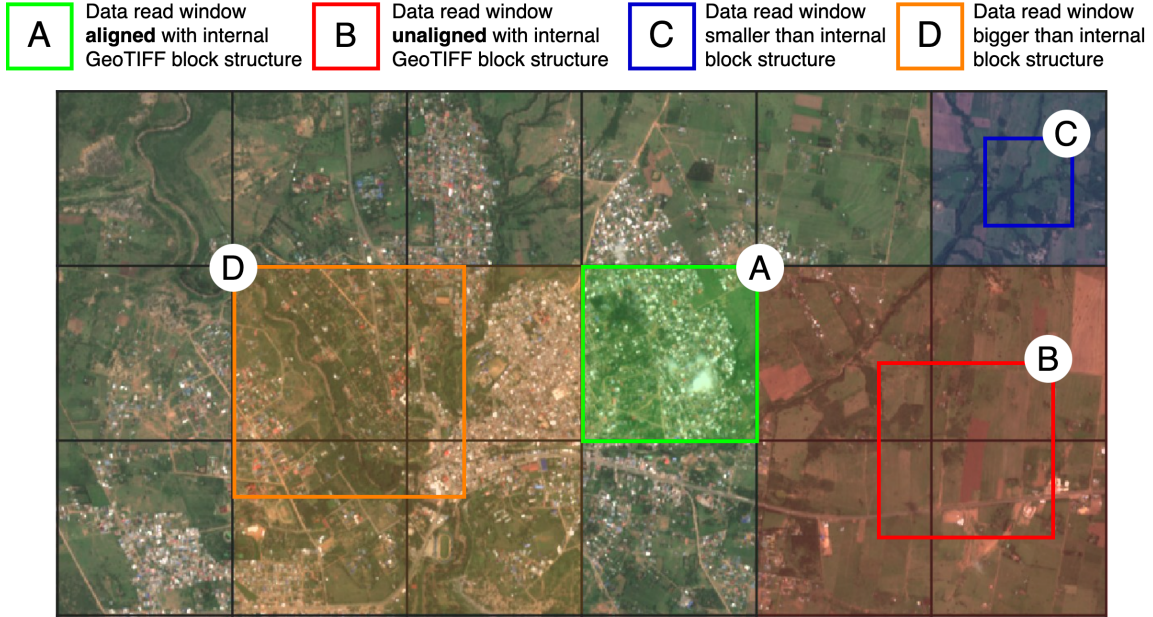 A
Data read window
aligned with internal
GeoTIFF block structure
B
Data read window
unaligned with internal
GeoTIFF block structure
C
Data read window
smaller than internal
block structure
D
Data read window
bigger than internal
block structure
C
D
A
B